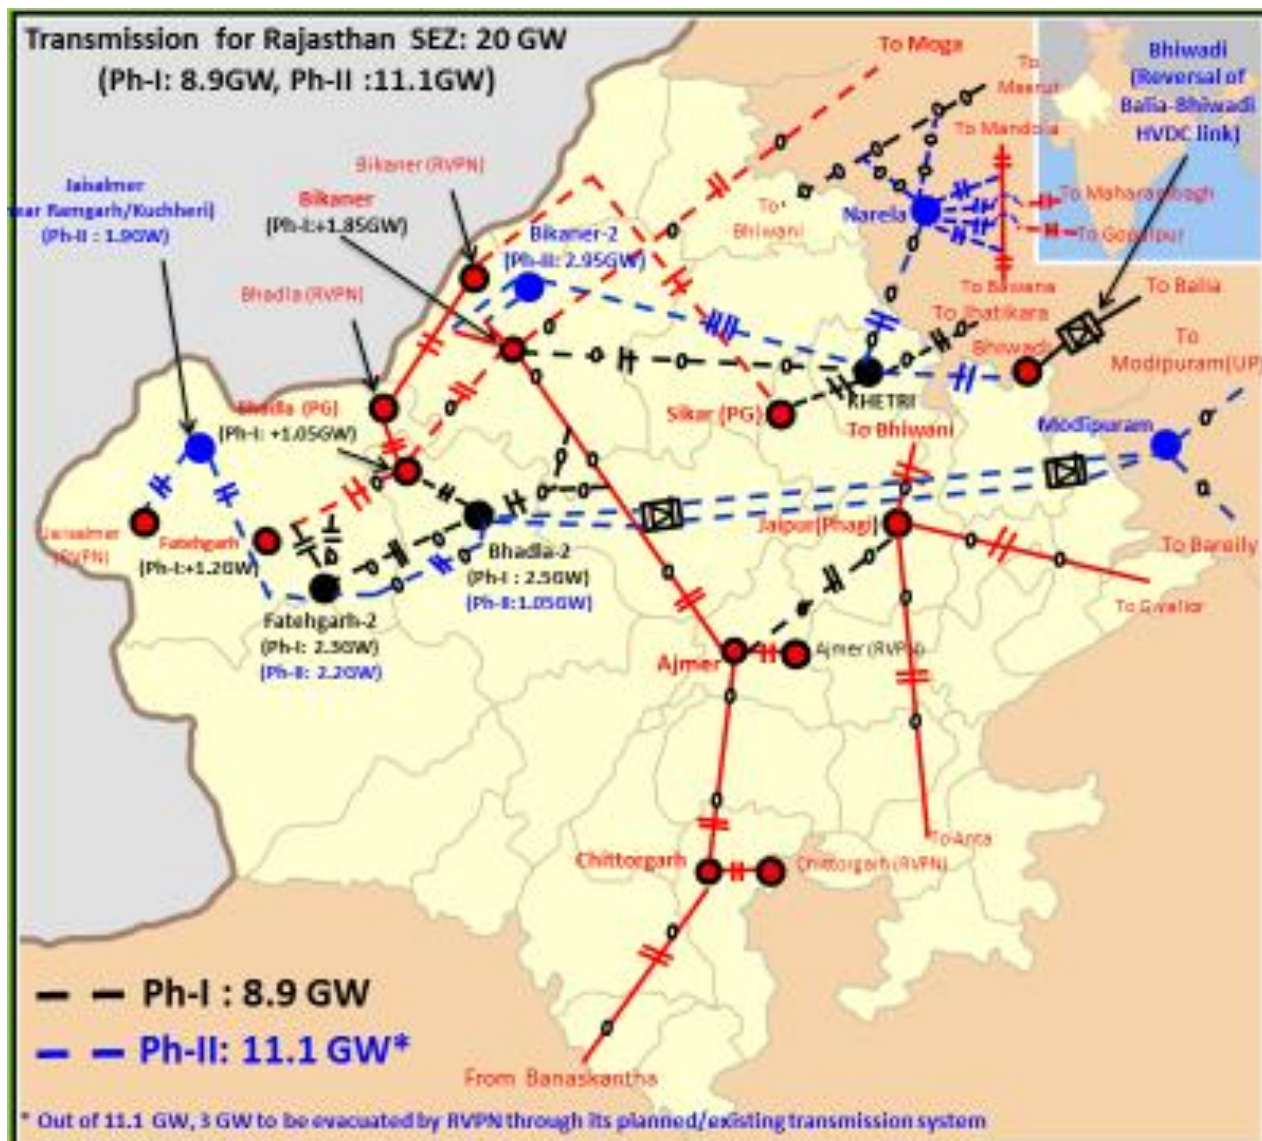 Transmission for Rajasthan SEZ: 20 GW
(Ph-I: 8.9GW, Ph-II :11.1GW)
To Moga
To
Meerut
Bhiwadi
(Reversal of
Balia-Bhiwadi
HVDC link)
To Mandola
Bikaner (RVPN)
Jaisalmer
near Ramgarh/Kuchheri)
(Ph-II : 1.9GW)
Bikaner
(Ph-I:+1.85GW)
To Maharanibagh
To
Bhiwani
Narela
Bikaner-2
(Ph-II: 2.95GW)
To Gopalpur
Bhadla (RVPN)
To Bawana
To Balia
To Jhatikara
To
Modipuram(UP)
Bhiwadi
KHETRI
Bhadla (PG)
(Ph-I: +1.05GW)
Sikar (PG)
To Bhiwani
Modipuram
Jaisalmer
(RVPN)
Fatehgarh
(Ph-I:+1.2GW)
Jaipur(Phagi)
To Bareily
Bhadla-2
(Ph-I : 2.5GW)
(Ph-II:1.05GW)
To Gwalior
Fatehgarh-2
(Ph-I: 2.3GW)
(Ph-II: 2.2GW)
Ajmer
Ajmer (RVPN)
To Anta
Chittorgarh
Chittorgarh (RVPN)
Ph-I : 8.9 GW
Ph-II: 11.1 GW*
From Banaskantha
* Out of 11.1 GW, 3 GW to be evacuated by RVPN through its planned/existing transmission system